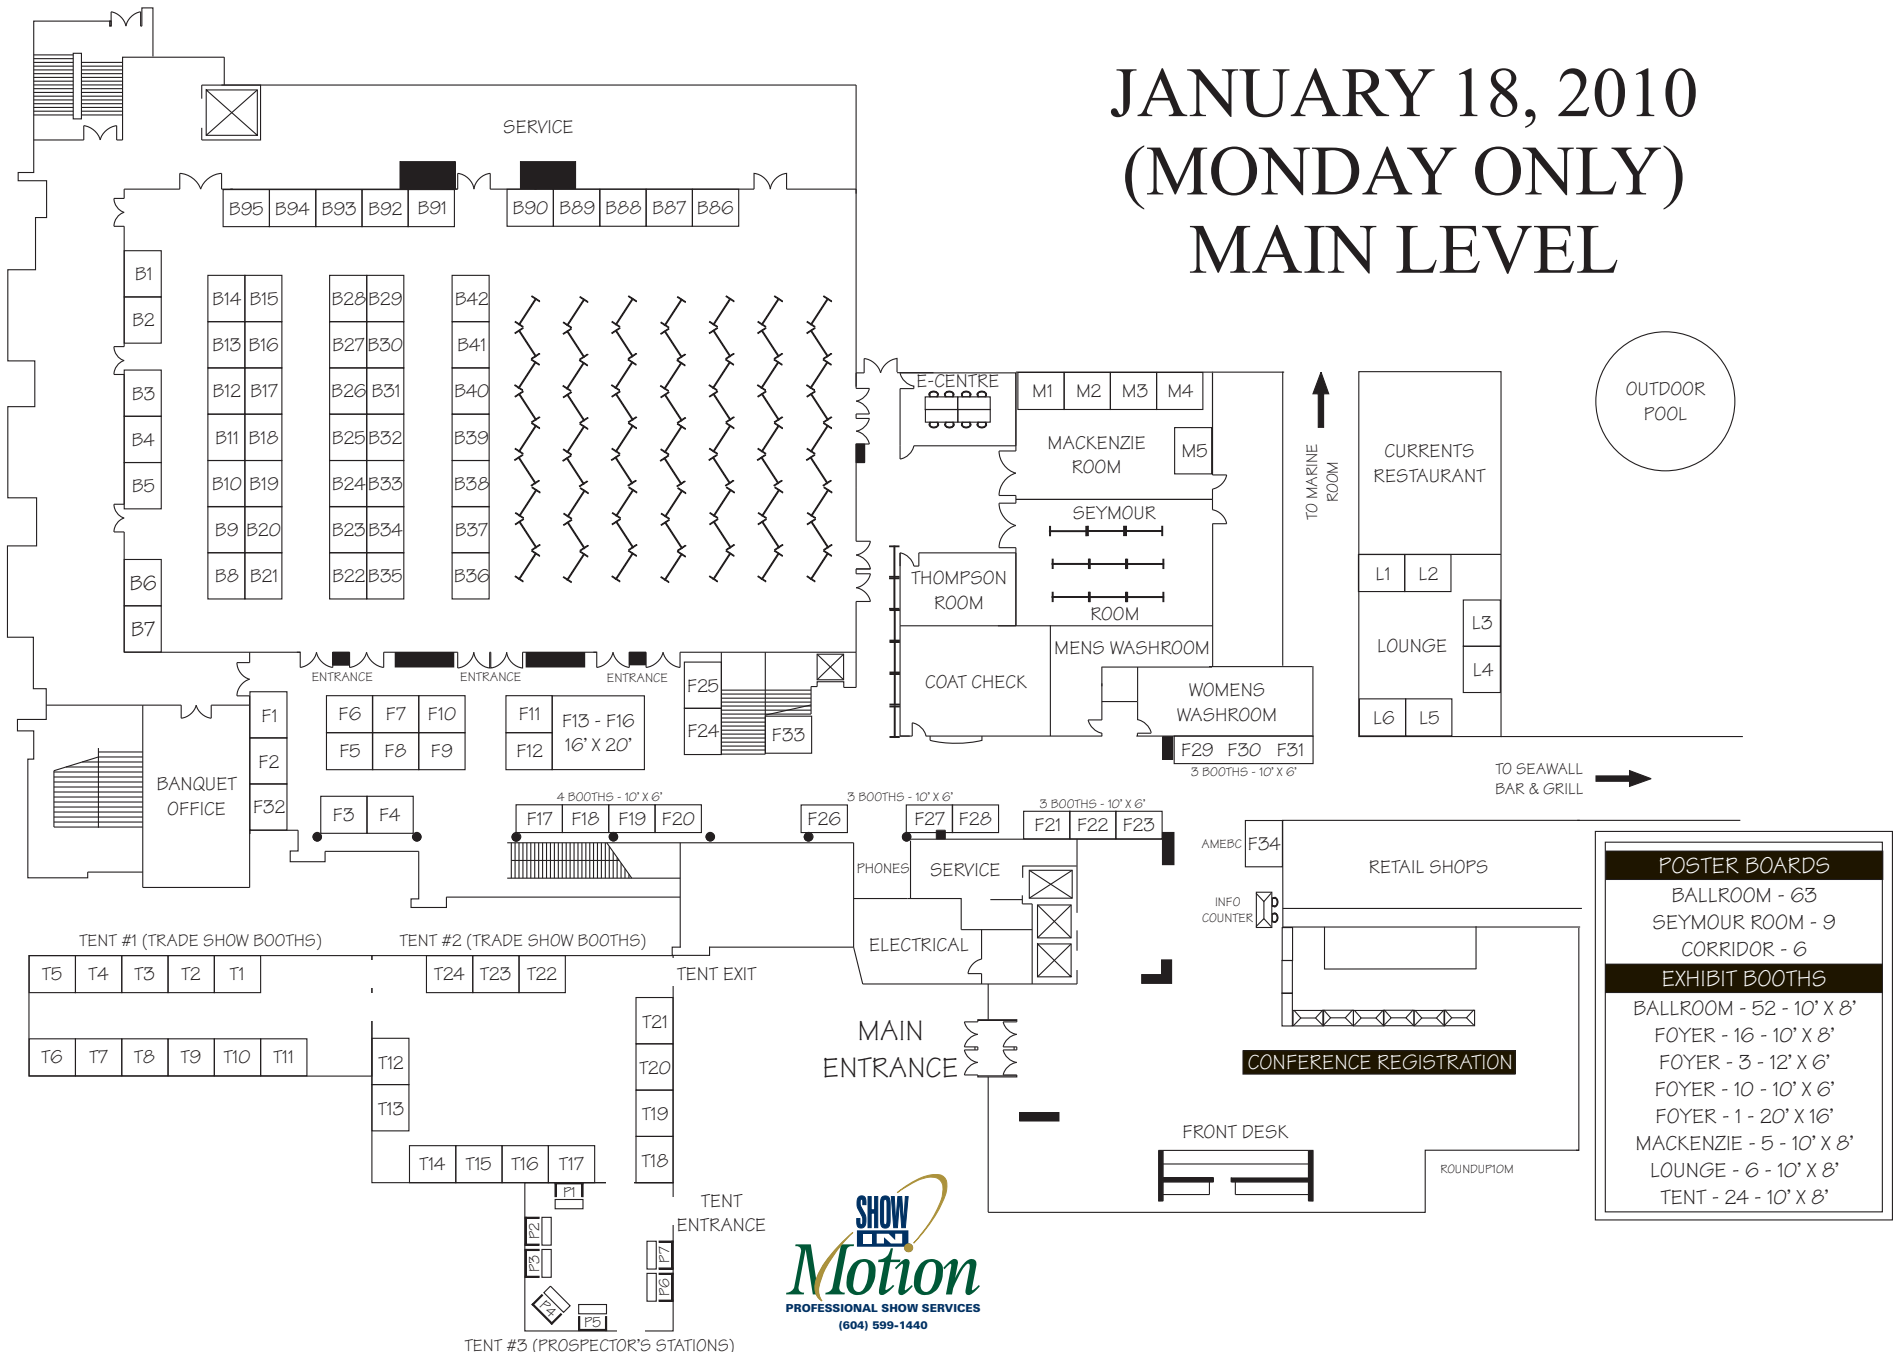 JANUARY 18, 2010
(MONDAY ONLY)
MAIN LEVEL
SERVICE
B95 B94 B93 B92 B91 B90 B89 B88 B87 B86
B1
B2
B3
B4
B5
B6
B7
B14 B15 B28 B29 B42
B13 B16 B27 B30 B41
B12 B17 B26 B31 B40
B11 B18 B25 B32 B39
B10 B19 B24 B33 B38
B9 B20 B23 B34 B37
B8 B21 B22 B35 B36
ENTRANCE ENTRANCE ENTRANCE
E-CENTRE
M1 M2 M3 M4
M5
MACKENZIE
ROOM
SEYMOUR
ROOM
THOMPSON
ROOM
MENS WASHROOM
COAT CHECK
WOMENS
WASHROOM
TO MARINE
ROOM
CURRENTS
RESTAURANT
OUTDOOR
POOL
L1 L2
L3
LOUNGE
L4
L6 L5
F25
F24
F33
F1
F2
F32
F6 F7 F10
F5 F8 F9
F11
F12
F13 - F16
16' X 20'
BANQUET
OFFICE
F3 F4
4 BOOTHS - 10' X 6'
F17 F18 F19 F20
3 BOOTHS - 10' X 6'
F26 F27 F28
3 BOOTHS - 10' X 6'
F21 F22 F23
F29 F30 F31
3 BOOTHS - 10' X 6'
TO SEAWALL
BAR & GRILL
AMEBC F34
RETAIL SHOPS
INFO
COUNTER
PHONES
SERVICE
ELECTRICAL
TENT #1 (TRADE SHOW BOOTHS)
TENT #2 (TRADE SHOW BOOTHS)
TENT EXIT
T5 T4 T3 T2 T1
T24 T23 T22
T6 T7 T8 T9 T10 T11
T12
T13
T21
T20
T19
T18
T14 T15 T16 T17
MAIN
ENTRANCE
CONFERENCE REGISTRATION
FRONT DESK
ROUNDUP10M
TENT
ENTRANCE
P1
P2
P3
P4
P5
P6
P7
TENT #3 (PROSPECTOR'S STATIONS)
SHOW
IN
Motion
PROFESSIONAL SHOW SERVICES
(604) 599-1440
POSTER BOARDS
BALLROOM - 63
SEYMOUR ROOM - 9
CORRIDOR - 6
EXHIBIT BOOTHS
BALLROOM - 52 - 10' X 8'
FOYER - 16 - 10' X 8'
FOYER - 3 - 12' X 6'
FOYER - 10 - 10' X 6'
FOYER - 1 - 20' X 16'
MACKENZIE - 5 - 10' X 8'
LOUNGE - 6 - 10' X 8'
TENT - 24 - 10' X 8'